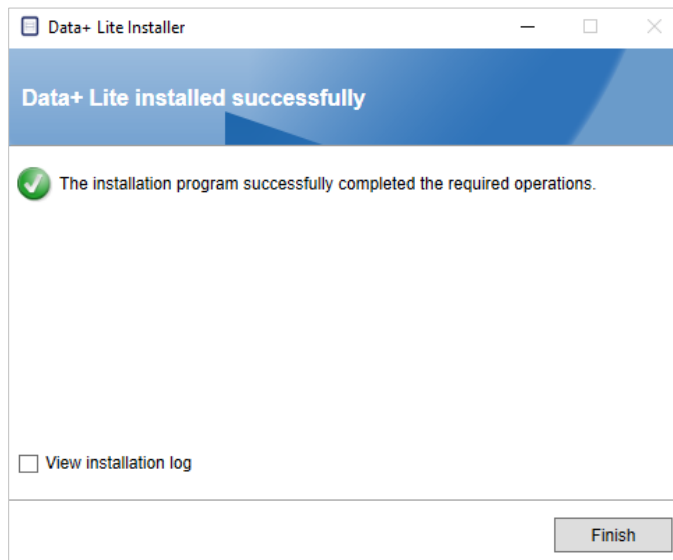 Data+ Lite Installer
Data+ Lite installed successfully
The installation program successfully completed the required operations.
View installation log
Finish